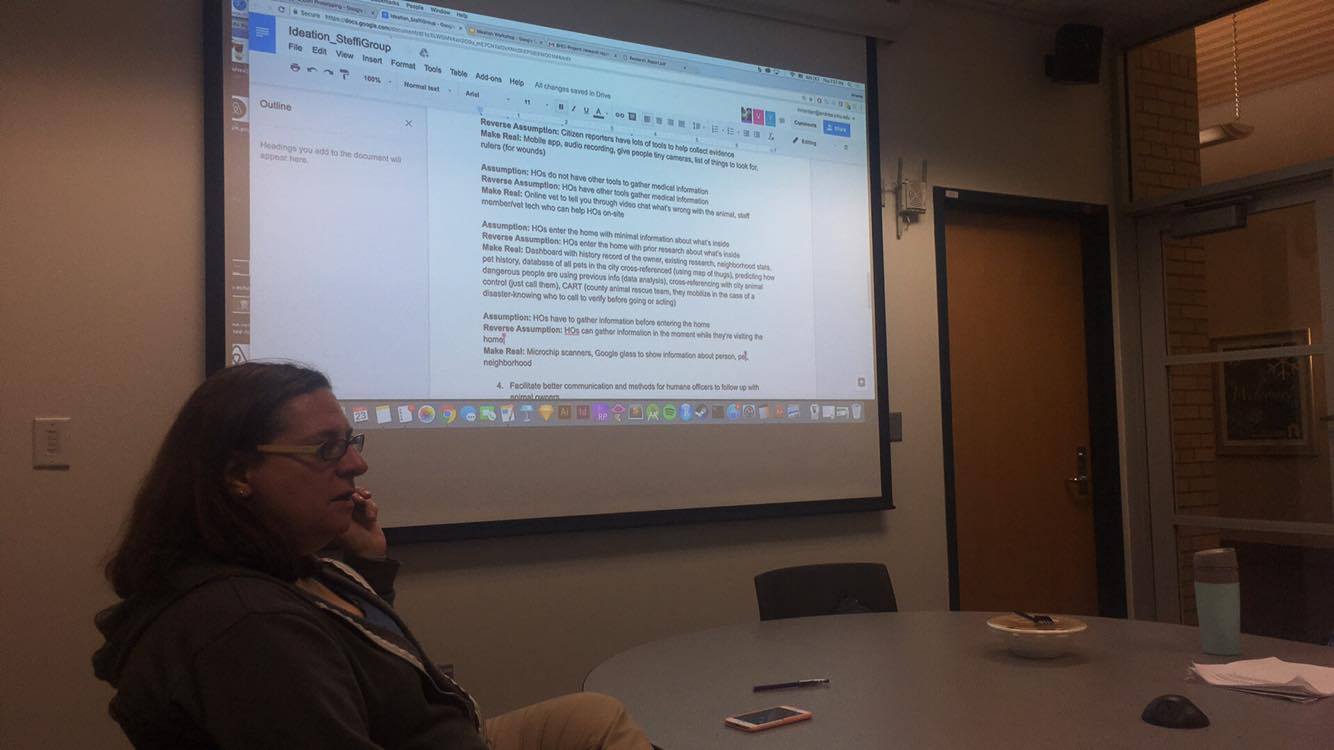 Bookmarks People Window Help
Ideation_SteffiGroup
Secure
File Edit View Insert Format Tools Table Add-ons Help All changes saved in Drive
100% Normal text Arial 11
Comments Share
Editing
Outline
Headings you add to the document will
appear here.
Reverse Assumption: Citizen reporters have lots of tools to help collect evidence
Make Real: Mobile app, audio recording, give people tiny cameras, list of things to look for,
rulers (for wounds)
Assumption: HOs do not have other tools to gather medical information
Reverse Assumption: HOs have other tools gather medical information
Make Real: Online vet to tell you through video chat what's wrong with the animal, staff
member/vet tech who can help HOs on-site
Assumption: HOs enter the home with minimal information about what's inside
Reverse Assumption: HOs enter the home with prior research about what's inside
Make Real: Dashboard with history record of the owner, existing research, neighborhood stats,
pet history, database of all pets in the city cross-referenced (using map of thugs), predicting how
dangerous people are using previous info (data analysis), cross-referencing with city animal
control (just call them), CART (county animal rescue team, they mobilize in the case of a
disaster-knowing who to call to verify before going or acting)
Assumption: HOs have to gather information before entering the home
Reverse Assumption: HOs can gather information in the moment while they're visiting the
home
Make Real: Microchip scanners, Google glass to show information about person, pet,
neighborhood
4. Facilitate better communication and methods for humane officers to follow up with
animal owners